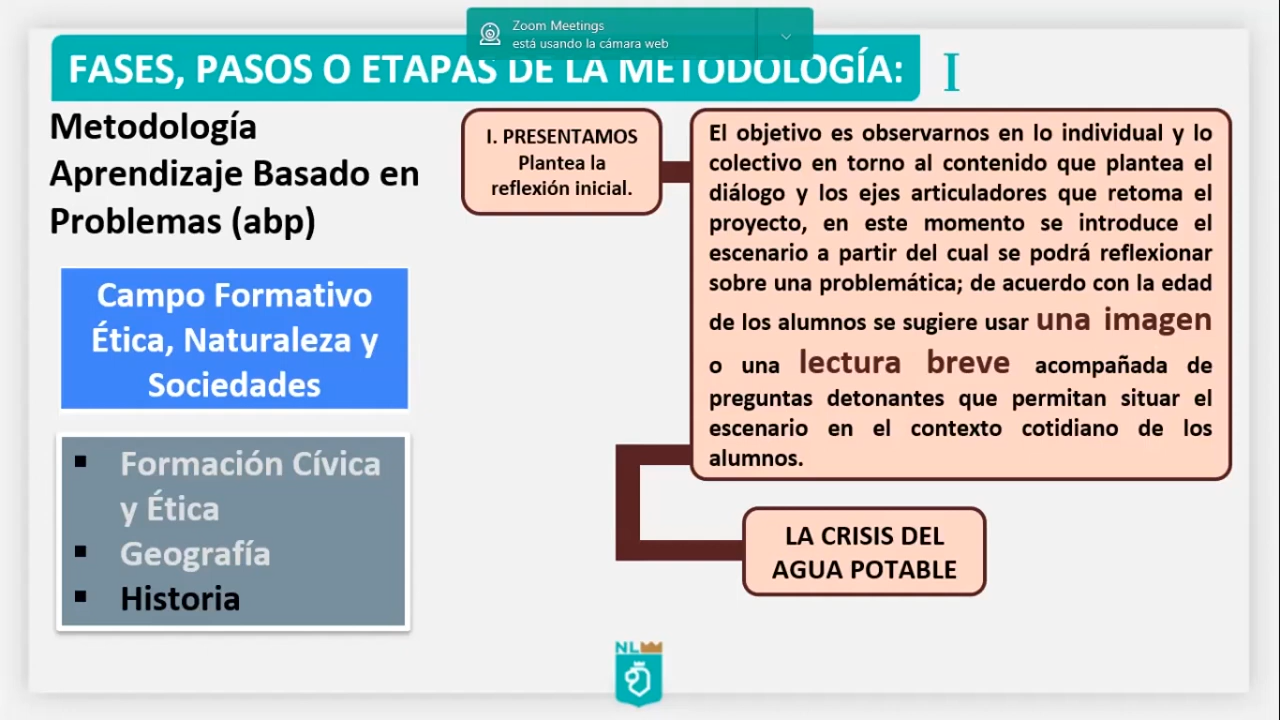 Zoom Meetings
está usando la cámara web
FASES, PASOS O ETAPAS DE LA METODOLOGÍA:
I
Metodología
Aprendizaje Basado en
Problemas (abp)
Campo Formativo
Ética, Naturaleza y
Sociedades
▪ Formación Cívica
y Ética
▪ Geografía
▪ Historia
I. PRESENTAMOS
Plantea la
reflexión inicial.
El objetivo es observarnos en lo individual y lo
colectivo en torno al contenido que plantea el
diálogo y los ejes articuladores que retoma el
proyecto, en este momento se introduce el
escenario a partir del cual se podrá reflexionar
sobre una problemática; de acuerdo con la edad
de los alumnos se sugiere usar una imagen
o una lectura breve acompañada de
preguntas detonantes que permitan situar el
escenario en el contexto cotidiano de los
alumnos.
LA CRISIS DEL
AGUA POTABLE
NL